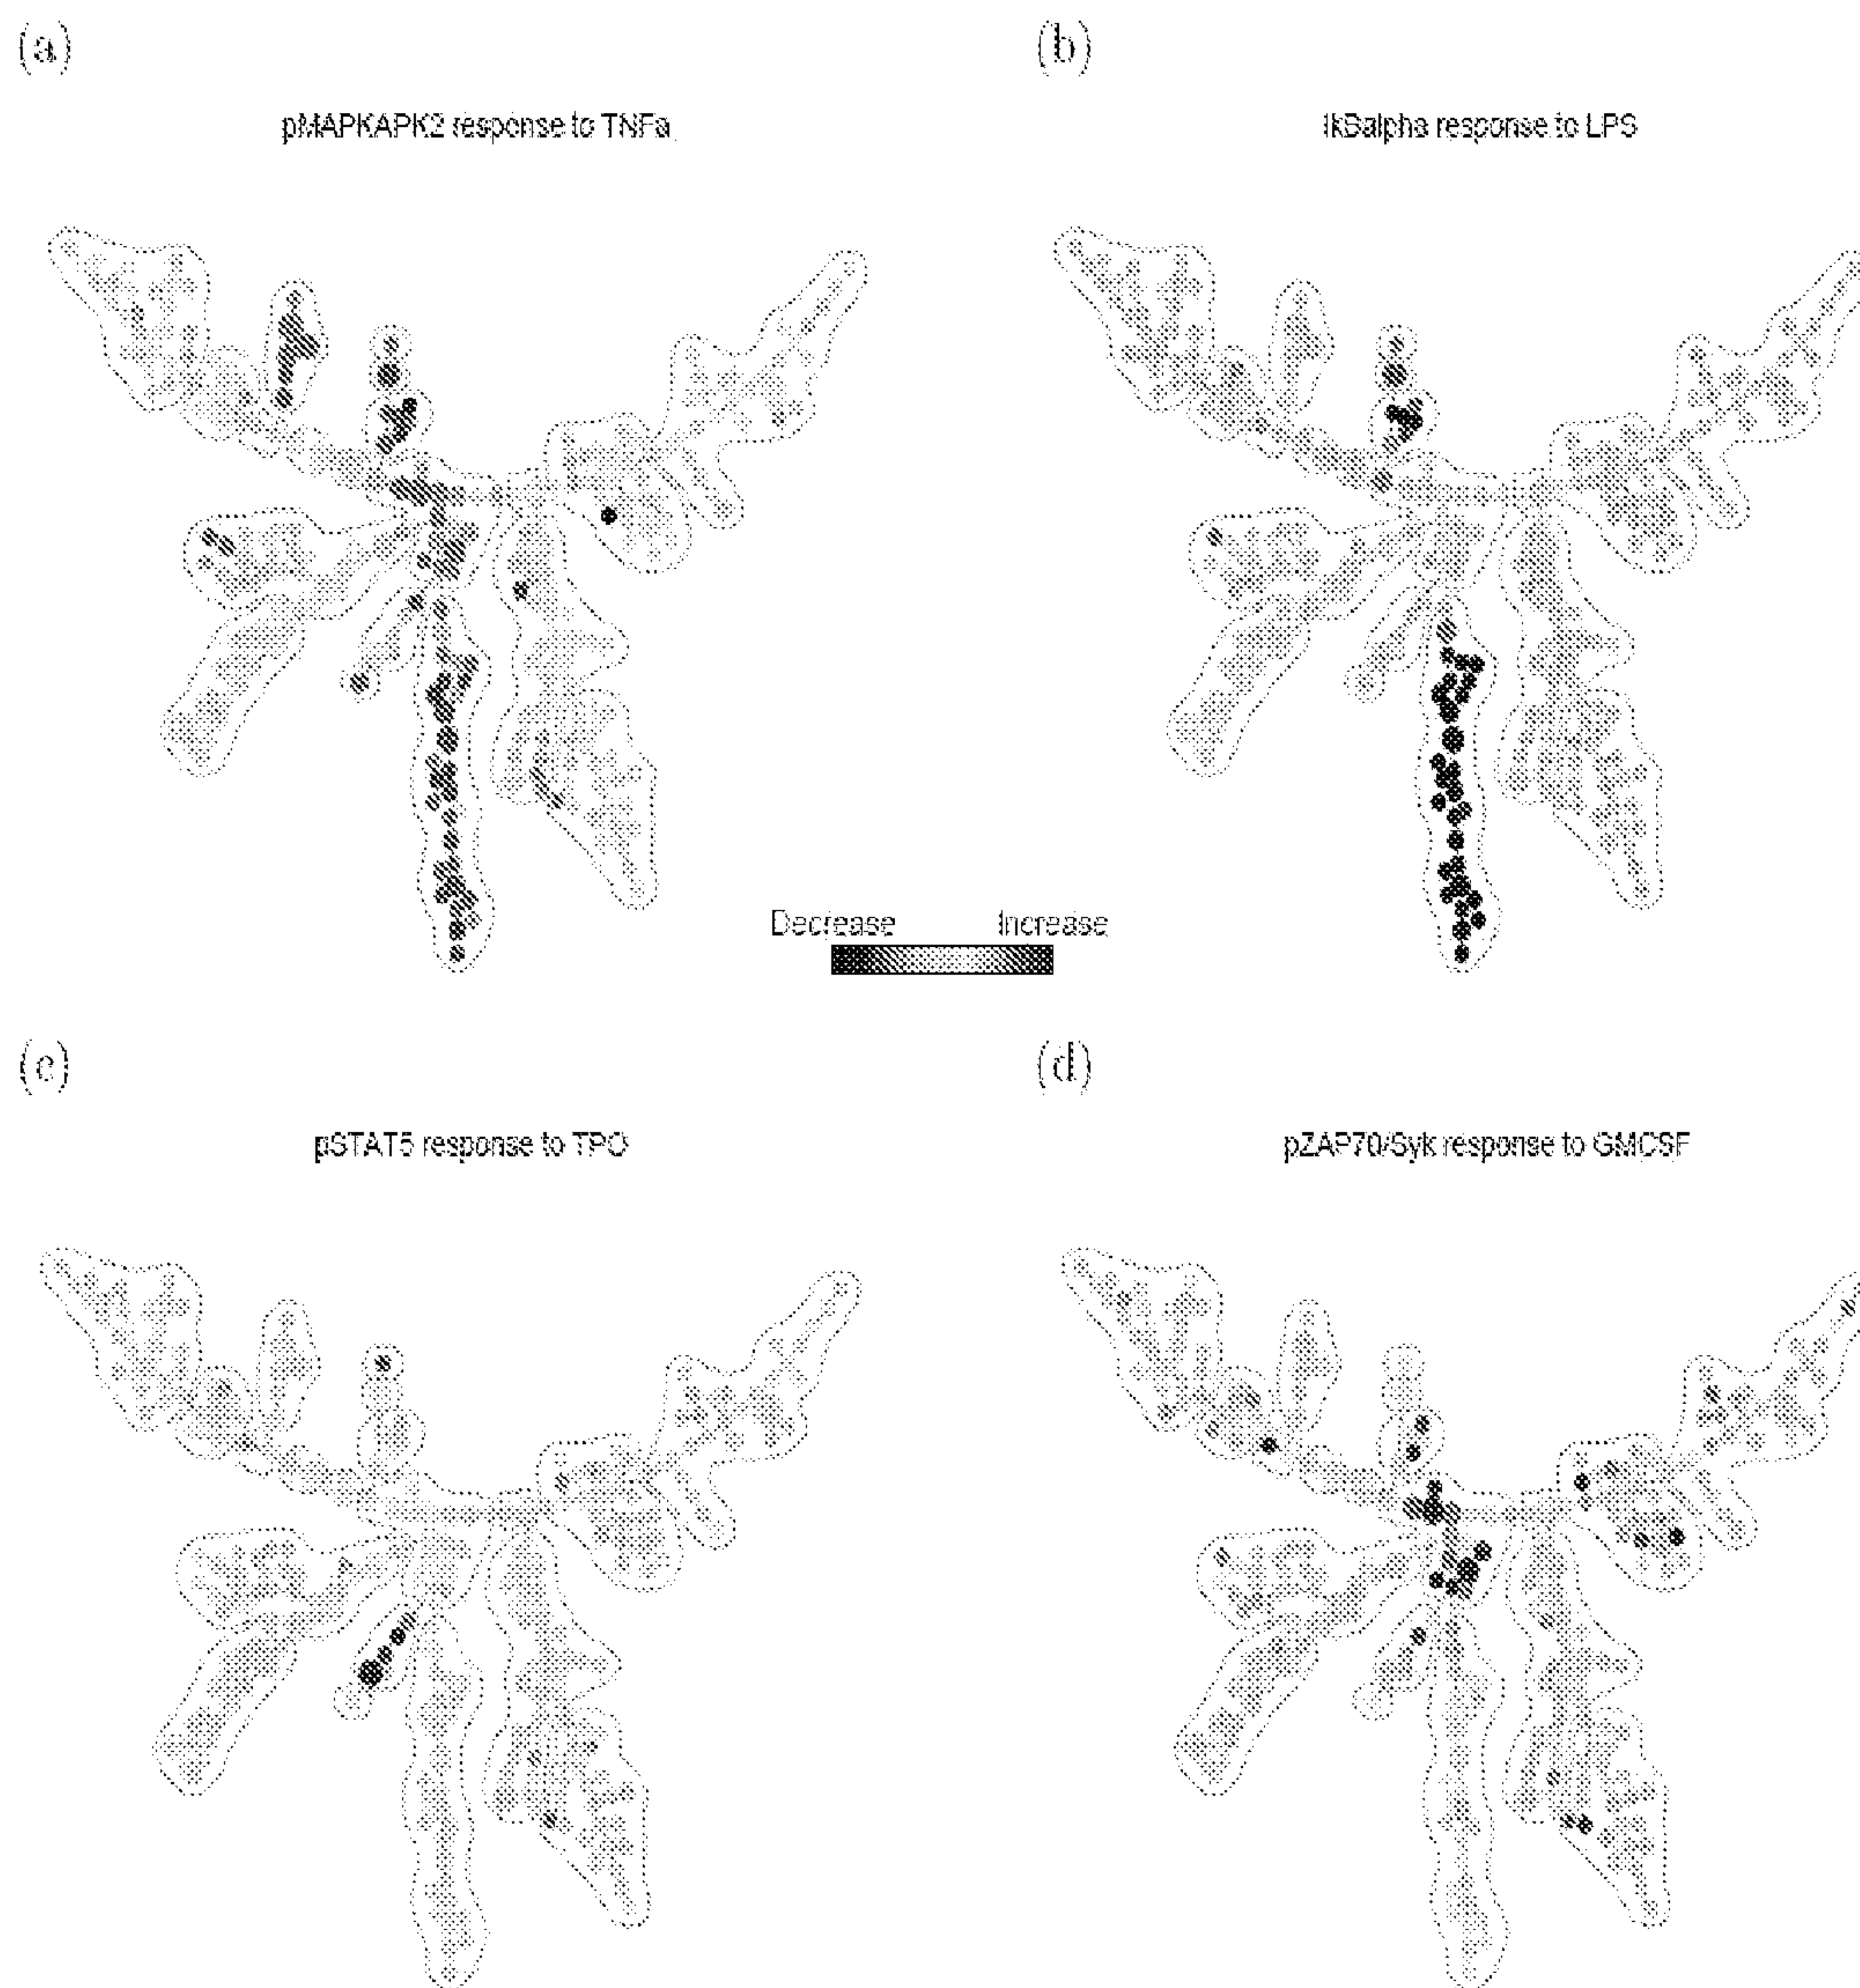 (a)
(b)
pMAPKAPK2 response to TNFa
IkBalpha response to LPS
Decrease Increase
(c)
(d)
pSTAT5 response to TPO
pZAP70/Syk response to GMCSF